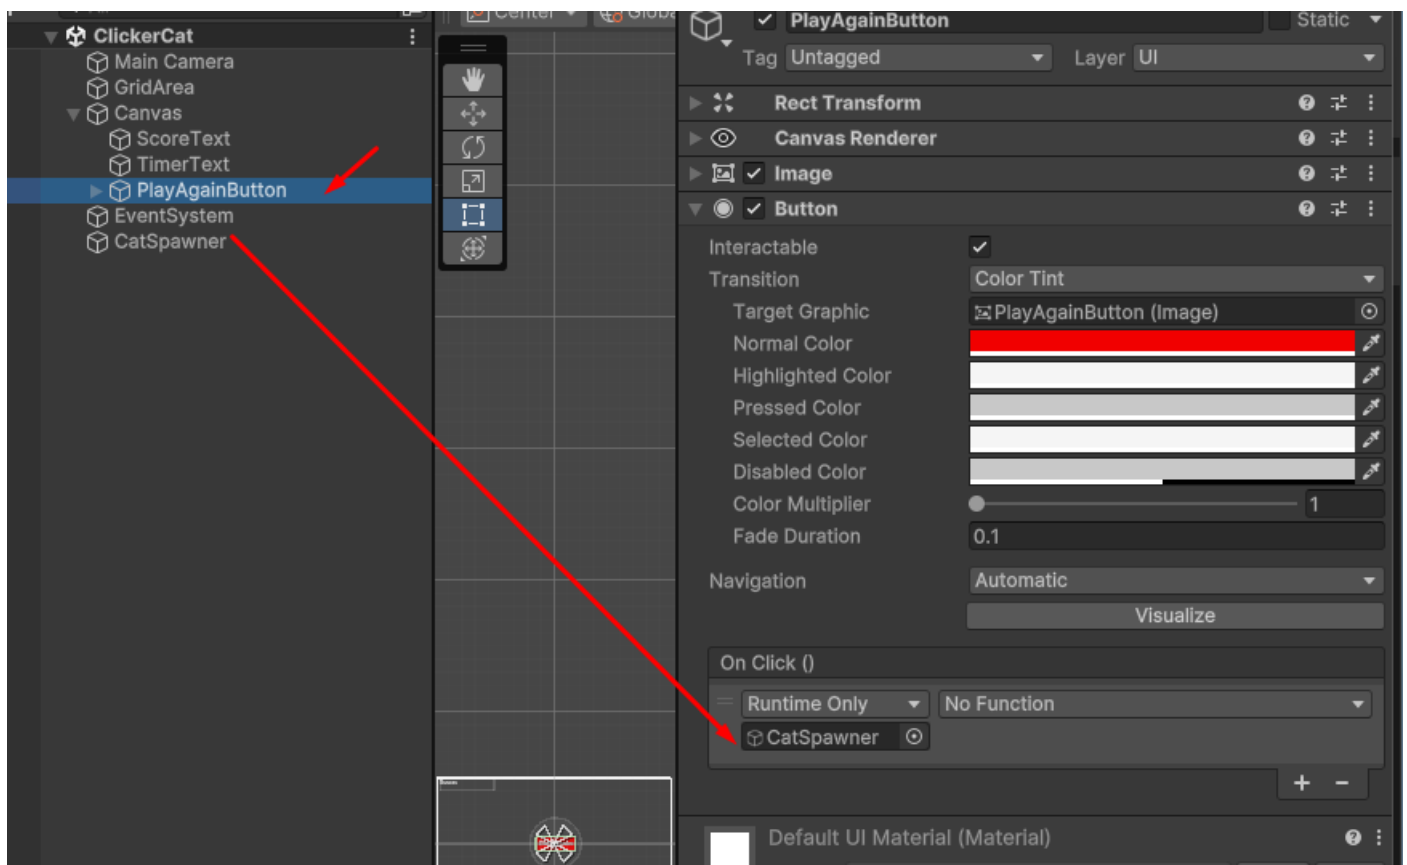 Center
Global
ClickerCat
Main Camera
GridArea
Canvas
ScoreText
TimerText
PlayAgainButton
EventSystem
CatSpawner
PlayAgainButton
Static
Tag Untagged
Layer UI
Rect Transform
Canvas Renderer
Image
Button
Interactable
Transition Color Tint
Target Graphic PlayAgainButton (Image)
Normal Color
Highlighted Color
Pressed Color
Selected Color
Disabled Color
Color Multiplier 1
Fade Duration 0.1
Navigation Automatic
Visualize
On Click ()
Runtime Only No Function
CatSpawner
+ -
Default UI Material (Material)